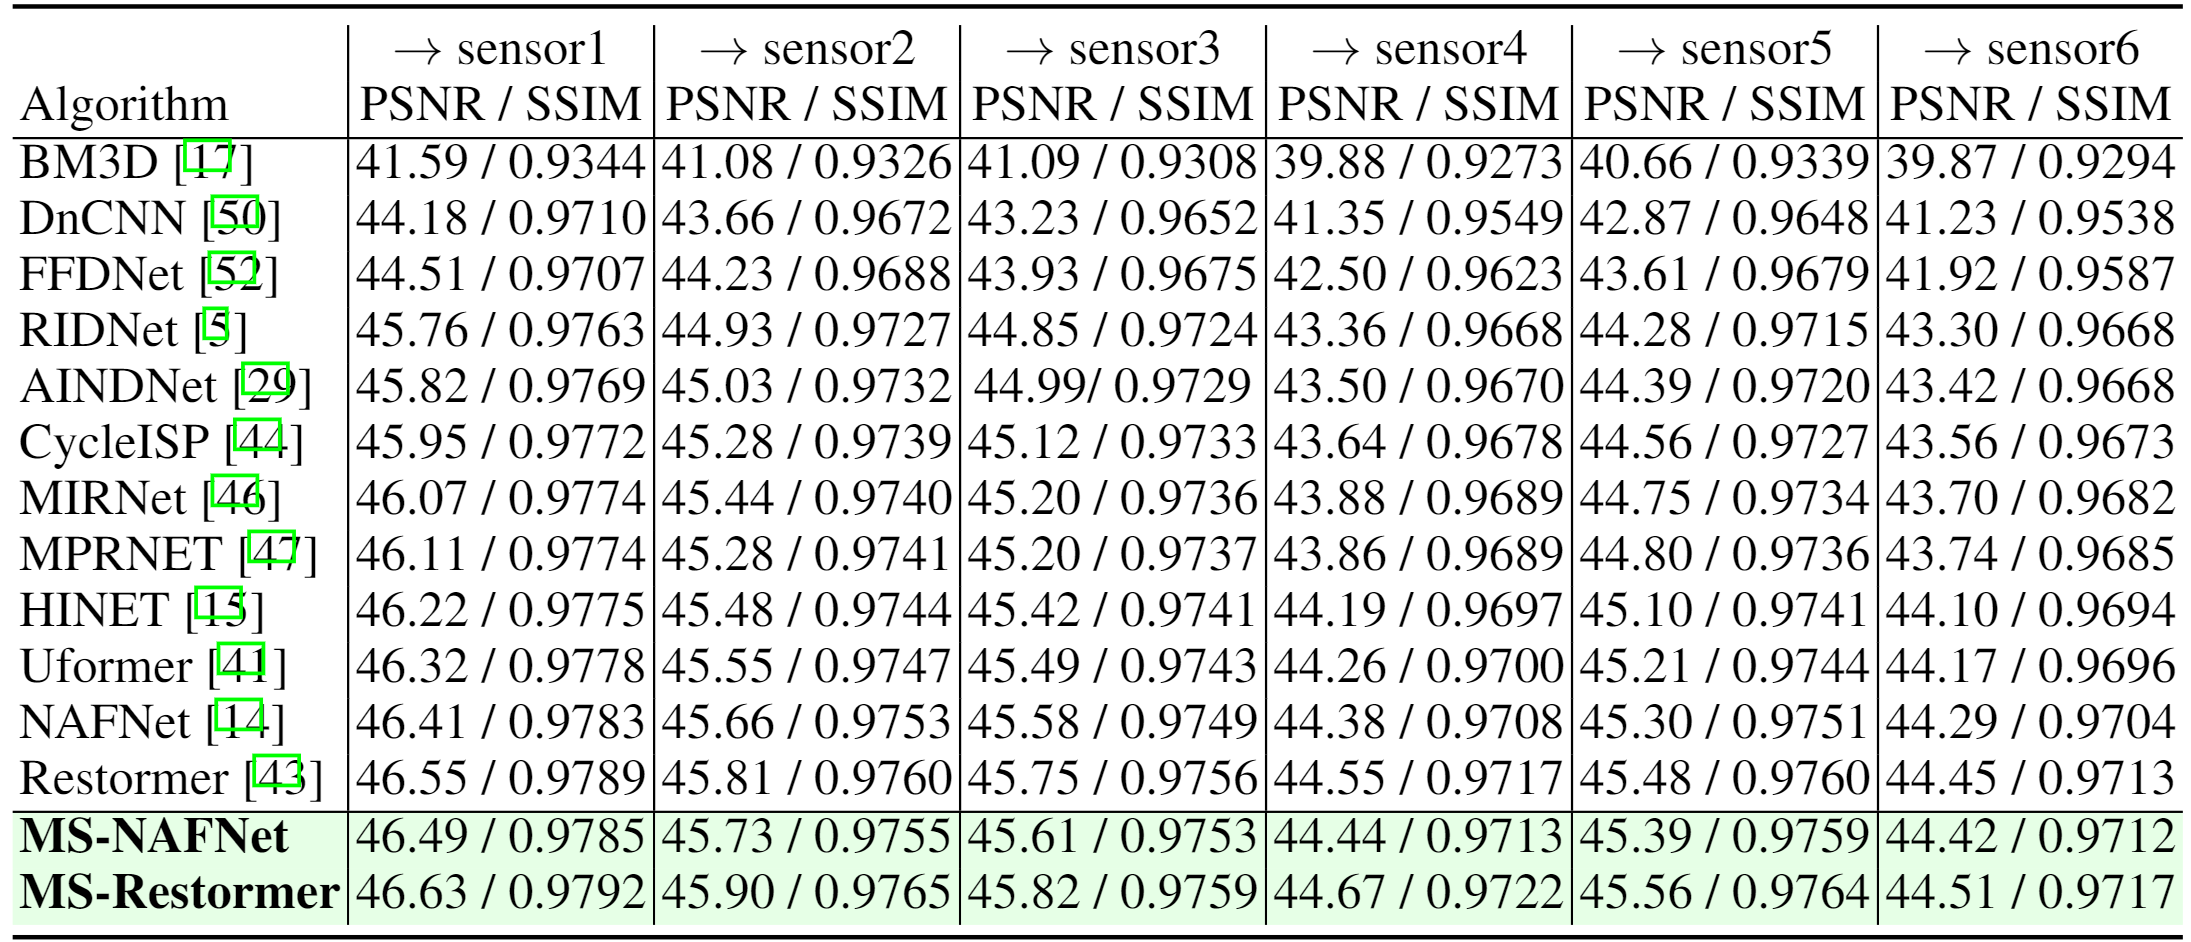 → sensor1 → sensor2 → sensor3 → sensor4 → sensor5 → sensor6
Algorithm PSNR / SSIM PSNR / SSIM PSNR / SSIM PSNR / SSIM PSNR / SSIM PSNR / SSIM
BM3D [17] 41.59 / 0.9344 41.08 / 0.9326 41.09 / 0.9308 39.88 / 0.9273 40.66 / 0.9339 39.87 / 0.9294
DnCNN [50] 44.18 / 0.9710 43.66 / 0.9672 43.23 / 0.9652 41.35 / 0.9549 42.87 / 0.9648 41.23 / 0.9538
FFDNet [52] 44.51 / 0.9707 44.23 / 0.9688 43.93 / 0.9675 42.50 / 0.9623 43.61 / 0.9679 41.92 / 0.9587
RIDNet [5] 45.76 / 0.9763 44.93 / 0.9727 44.85 / 0.9724 43.36 / 0.9668 44.28 / 0.9715 43.30 / 0.9668
AINDNet [29] 45.82 / 0.9769 45.03 / 0.9732 44.99/ 0.9729 43.50 / 0.9670 44.39 / 0.9720 43.42 / 0.9668
CycleISP [44] 45.95 / 0.9772 45.28 / 0.9739 45.12 / 0.9733 43.64 / 0.9678 44.56 / 0.9727 43.56 / 0.9673
MIRNet [46] 46.07 / 0.9774 45.44 / 0.9740 45.20 / 0.9736 43.88 / 0.9689 44.75 / 0.9734 43.70 / 0.9682
MPRNET [47] 46.11 / 0.9774 45.28 / 0.9741 45.20 / 0.9737 43.86 / 0.9689 44.80 / 0.9736 43.74 / 0.9685
HINET [15] 46.22 / 0.9775 45.48 / 0.9744 45.42 / 0.9741 44.19 / 0.9697 45.10 / 0.9741 44.10 / 0.9694
Uformer [41] 46.32 / 0.9778 45.55 / 0.9747 45.49 / 0.9743 44.26 / 0.9700 45.21 / 0.9744 44.17 / 0.9696
NAFNet [14] 46.41 / 0.9783 45.66 / 0.9753 45.58 / 0.9749 44.38 / 0.9708 45.30 / 0.9751 44.29 / 0.9704
Restormer [43] 46.55 / 0.9789 45.81 / 0.9760 45.75 / 0.9756 44.55 / 0.9717 45.48 / 0.9760 44.45 / 0.9713
MS-NAFNet 46.49 / 0.9785 45.73 / 0.9755 45.61 / 0.9753 44.44 / 0.9713 45.39 / 0.9759 44.42 / 0.9712
MS-Restormer 46.63 / 0.9792 45.90 / 0.9765 45.82 / 0.9759 44.67 / 0.9722 45.56 / 0.9764 44.51 / 0.9717